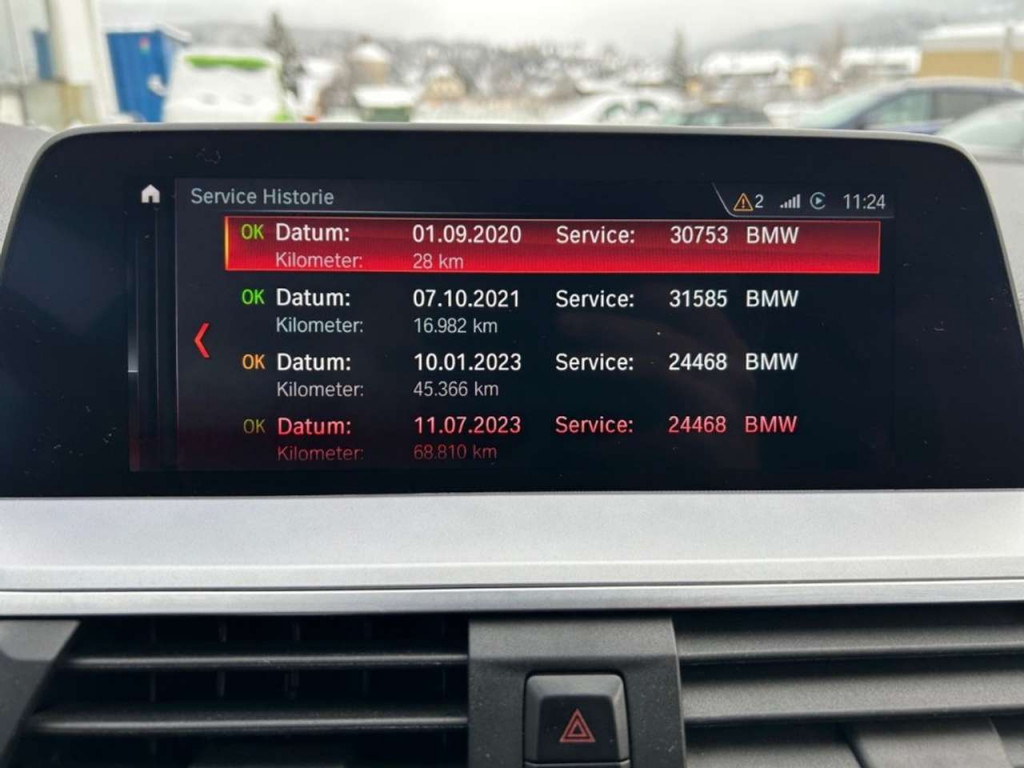 Service Historie 2 11:24
OK Datum: 01.09.2020 Service: 30753 BMW
Kilometer: 28 km
OK Datum: 07.10.2021 Service: 31585 BMW
Kilometer: 16.982 km
OK Datum: 10.01.2023 Service: 24468 BMW
Kilometer: 45.366 km
OK Datum: 11.07.2023 Service: 24468 BMW
Kilometer: 68.810 km